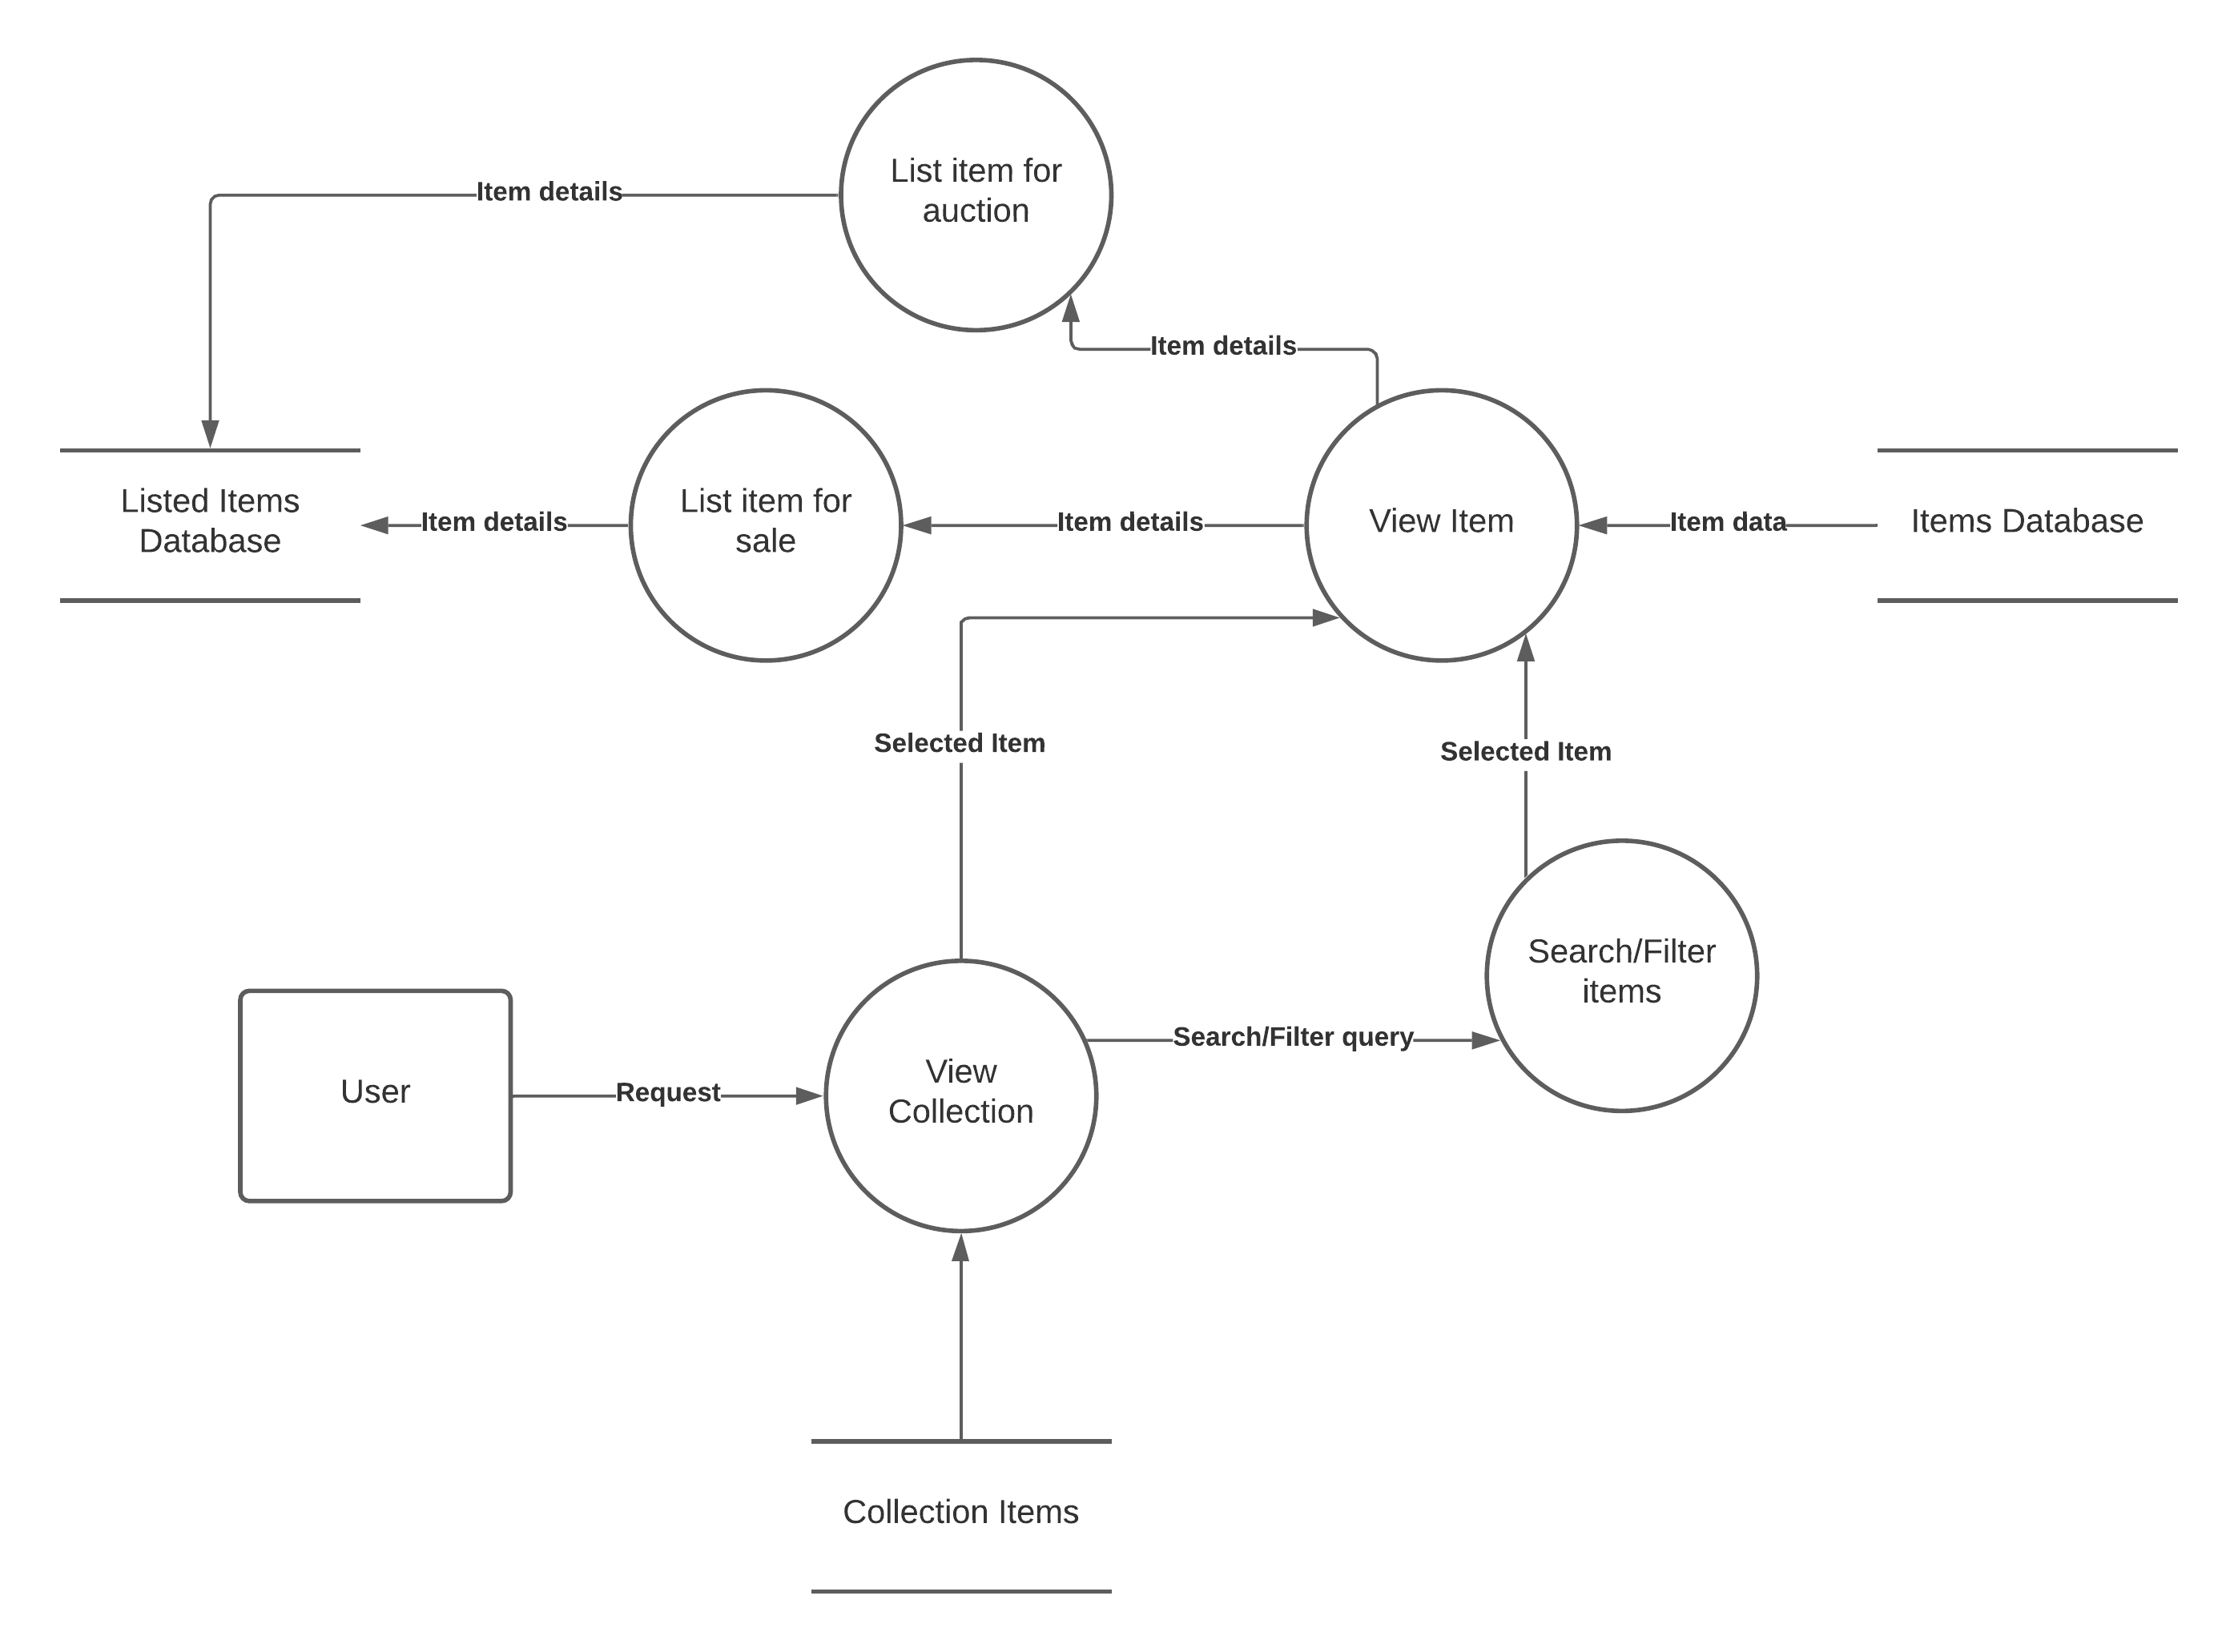 List item for
auction
Item details
Item details
Listed Items
Database
Item details
List item for
sale
Item details
View Item
Item data
Items Database
Selected Item
Selected Item
Search/Filter
items
Search/Filter query
User
Request
View
Collection
Collection Items